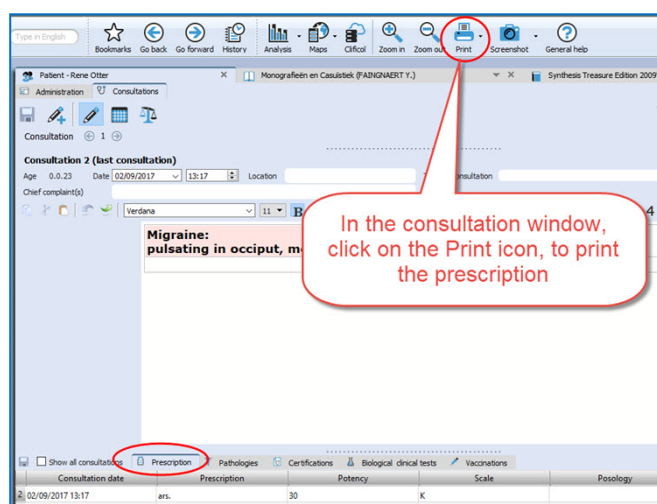 Type in English
Bookmarks Go back Go forward History Analysis Maps Clificol Zoom in Zoom out Print Screenshot General help
Patient - Rene Otter Monografieën en Casuïstiek (PAINGNAERT Y.) Synthesis Treasure Edition 2009
Administration Consultations
Consultation 1
Consultation 2 (last consultation)
Age 0.0.23 Date 02/09/2017 13:17 Location onsultation
Chief complaint(s)
Verdana 11 B 4
Migraine:
pulsating in occiput, m
In the consultation window,
click on the Print icon, to print
the prescription
Show all consultations Prescription Pathologies Certifications Biological clinical tests Vaccinations
Consultation date Prescription Potency Scale Posology
2 02/09/2017 13:17 ars. 30 K